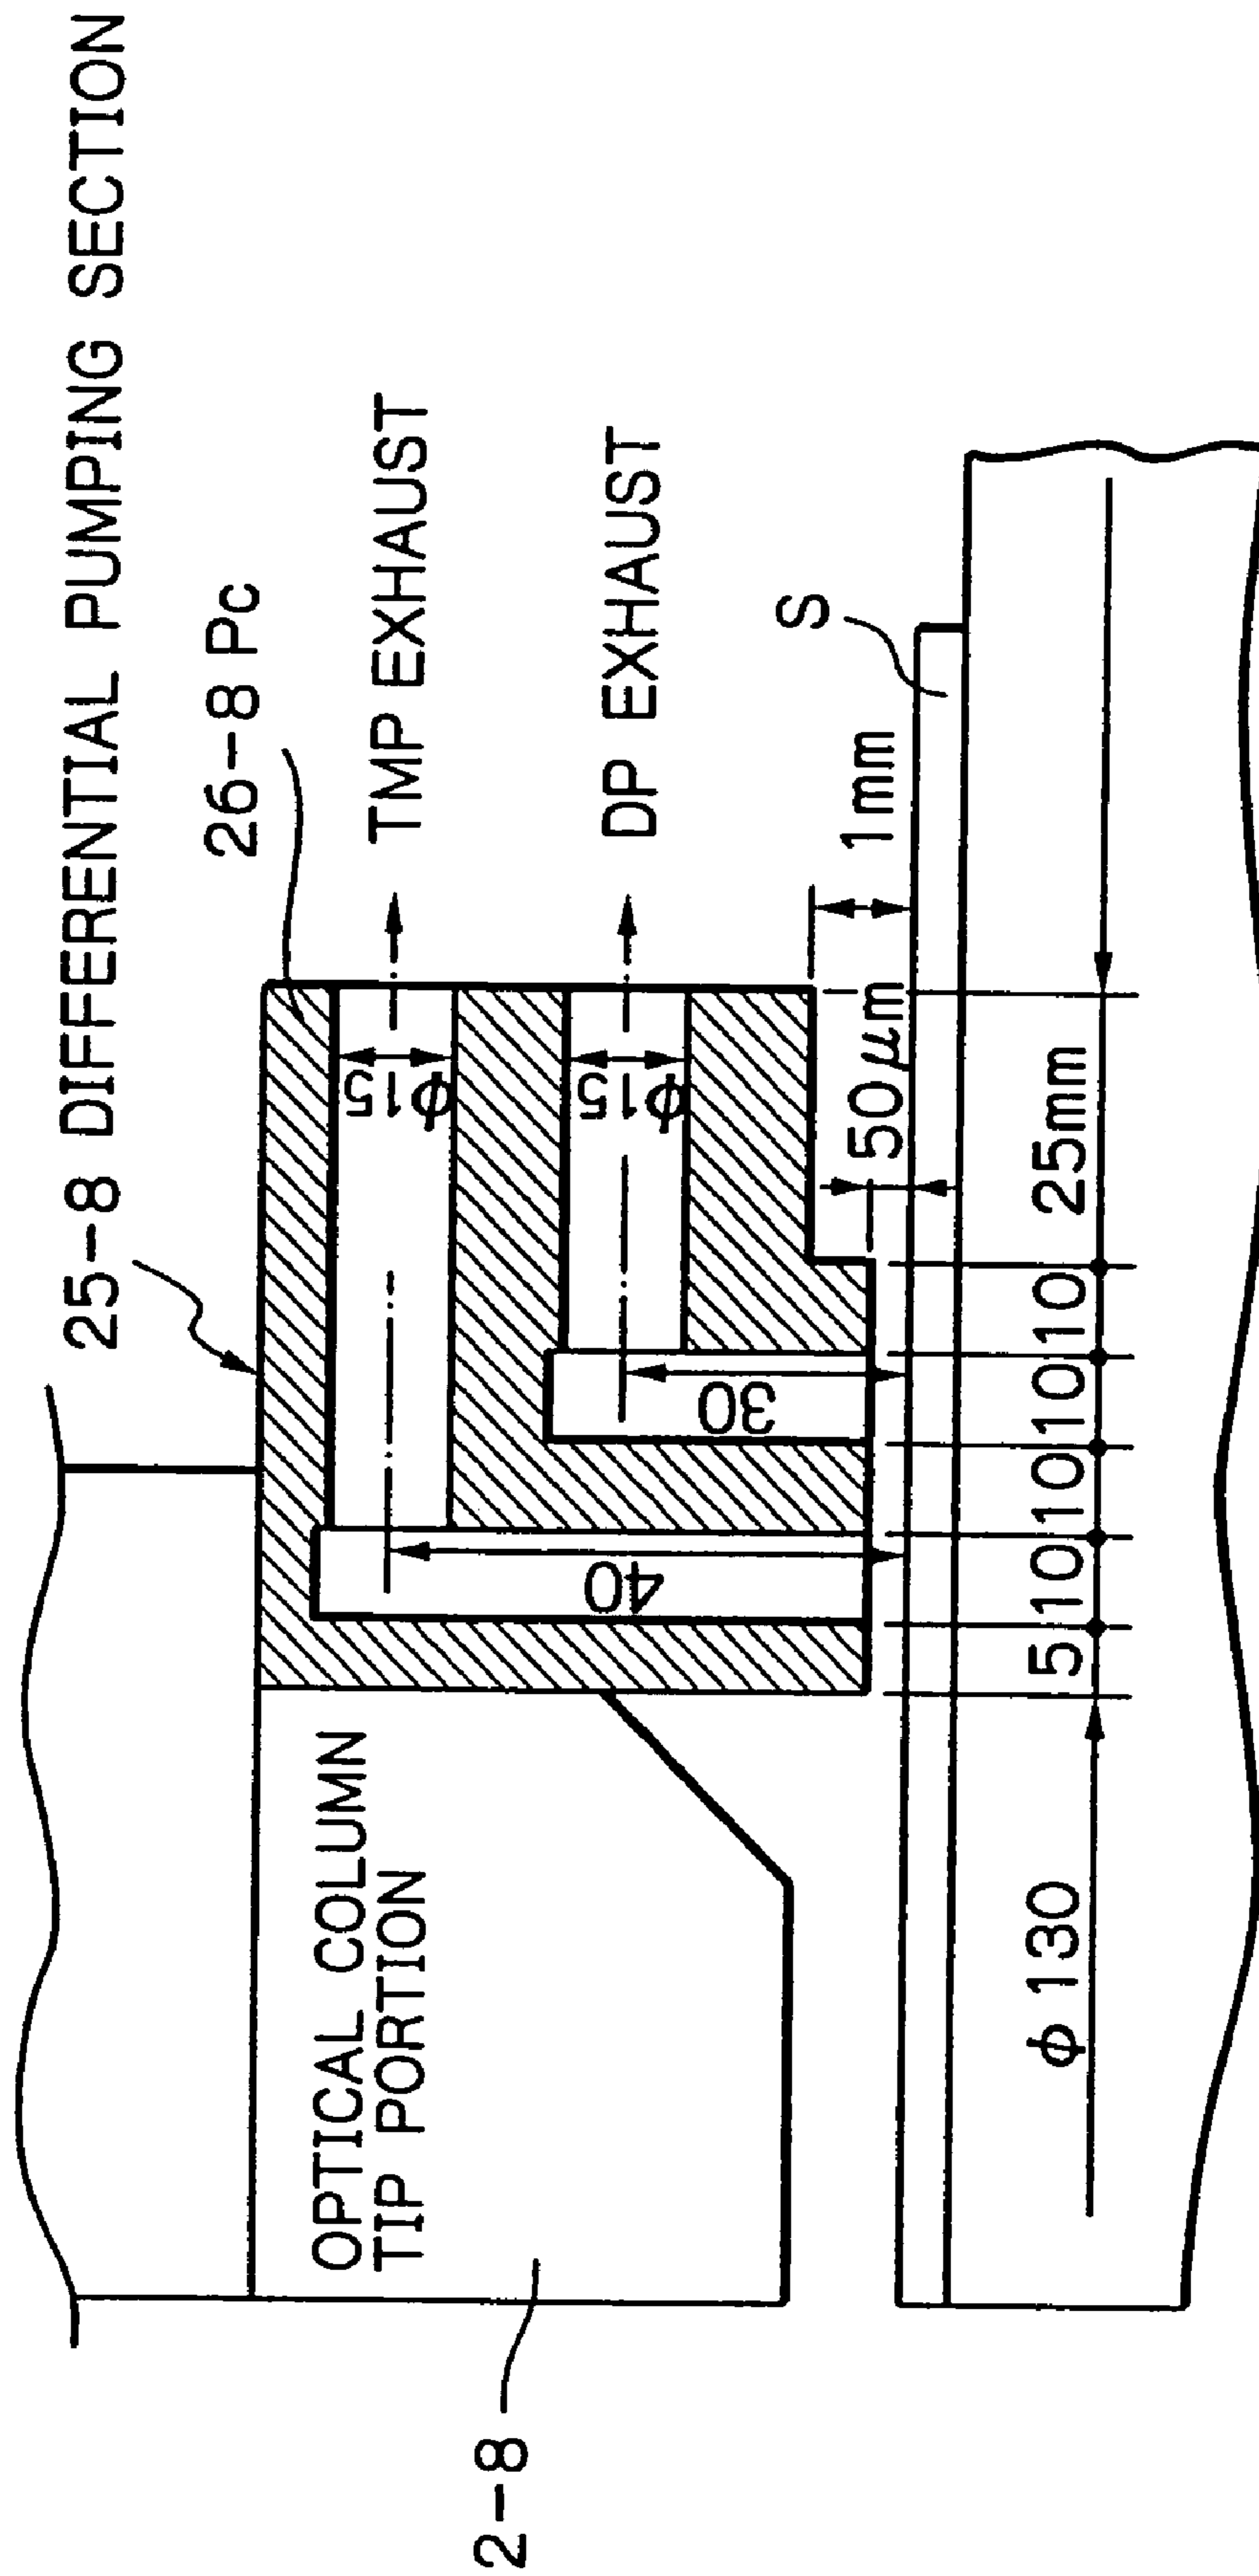 25-8 DIFFERENTIAL PUMPING SECTION
26-8 Pc
TMP EXHAUST
DP EXHAUST
φ15
φ15
S
1mm
50μm
OPTICAL COLUMN
TIP PORTION
40
30
2-8
φ130
5
10
10
10
10
25mm